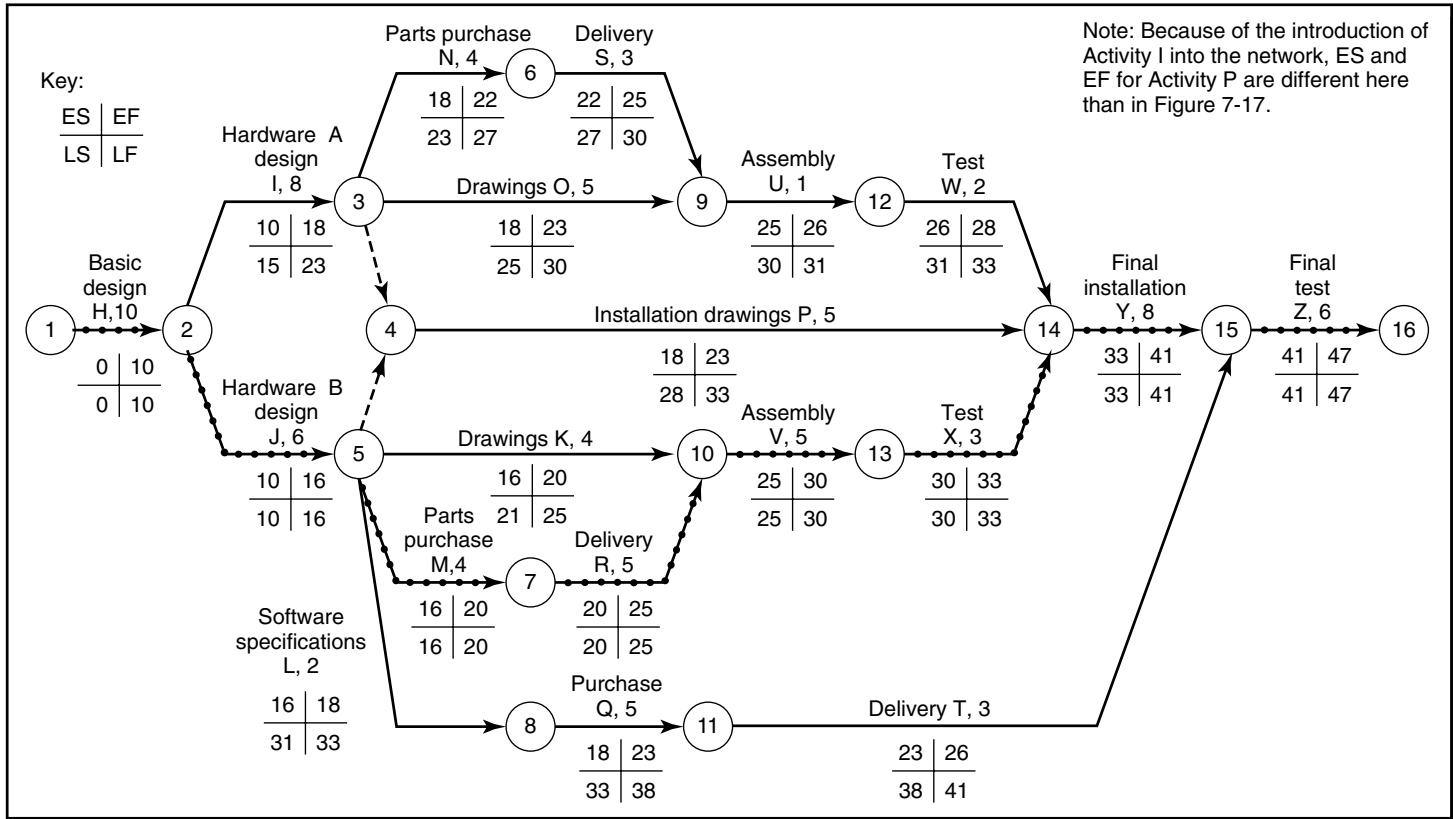 Note: Because of the introduction of
Activity I into the network, ES and
EF for Activity P are different here
than in Figure 7-17.
Key:
ES EF
LS LF
Parts purchase
N, 4
6
18 22
23 27
Delivery
S, 3
22 25
27 30
Hardware A
design
I, 8
3
10 18
15 23
Drawings O, 5
18 23
25 30
9
Assembly
U, 1
25 26
30 31
12
Test
W, 2
26 28
31 33
1
Basic
design
H,10
0 10
0 10
2
4
Installation drawings P, 5
18 23
28 33
14
Final
installation
Y, 8
33 41
33 41
15
Final
test
Z, 6
41 47
41 47
16
Hardware B
design
J, 6
10 16
10 16
5
Drawings K, 4
16 20
21 25
10
Assembly
V, 5
25 30
25 30
13
Test
X, 3
30 33
30 33
Parts
purchase
M,4
16 20
16 20
7
Delivery
R, 5
20 25
20 25
Software
specifications
L, 2
16 18
31 33
8
Purchase
Q, 5
18 23
33 38
11
Delivery T, 3
23 26
38 41